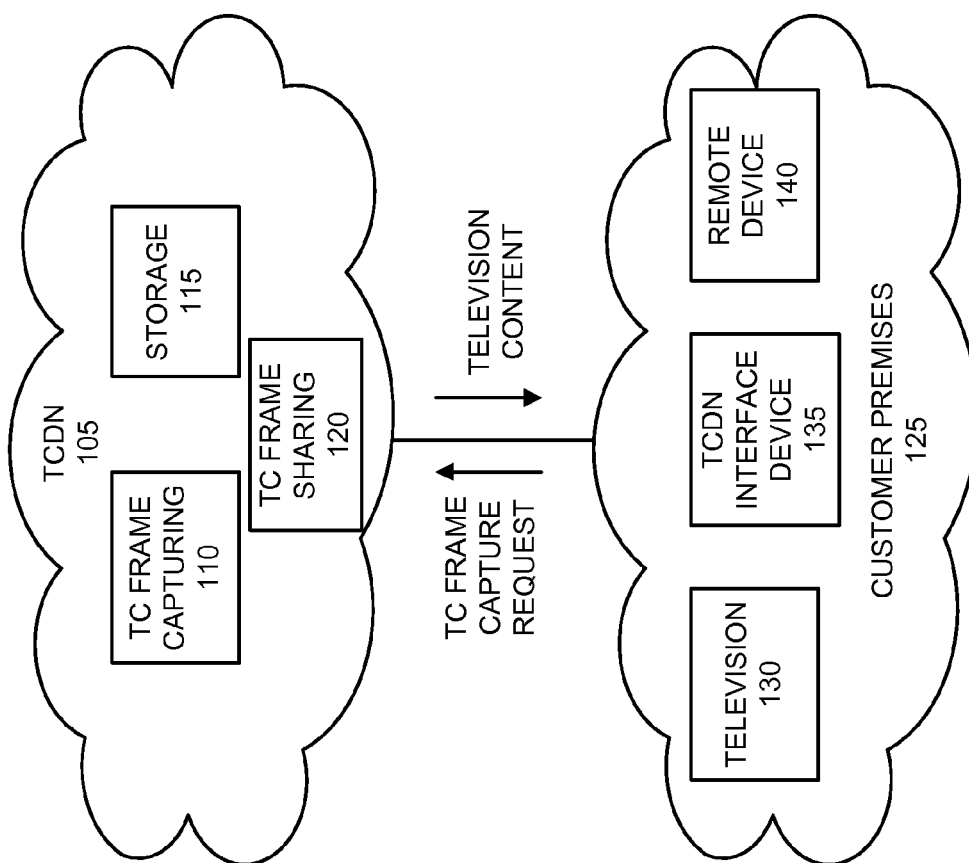 TCDN
105
TC FRAME
CAPTURING
110
STORAGE
115
TC FRAME
SHARING
120
TC FRAME
CAPTURE
REQUEST
TELEVISION
CONTENT
TELEVISION
130
TCDN
INTERFACE
DEVICE
135
REMOTE
DEVICE
140
CUSTOMER PREMISES
125